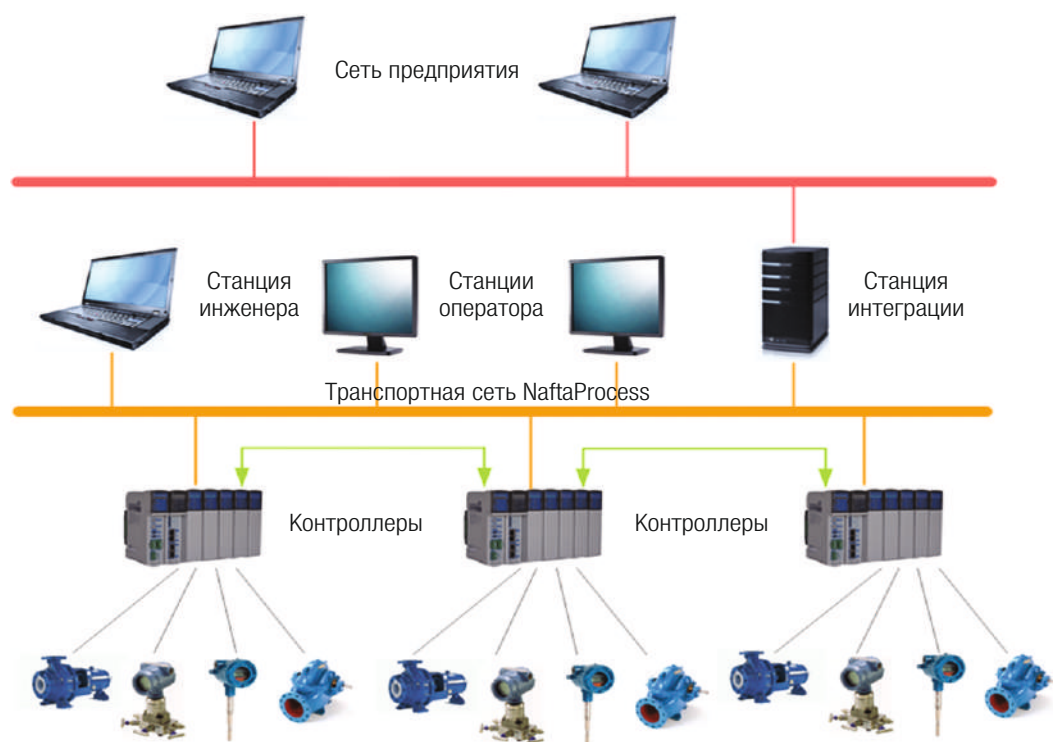 Сеть предприятия
Станция
инженера
Станции
оператора
Станция
интеграции
Транспортная сеть NaftaProcess
Контроллеры
Контроллеры